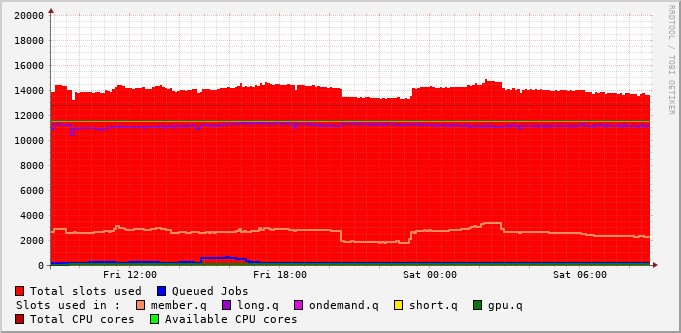 20000
18000
16000
14000
12000
10000
8000
6000
4000
2000
0
Fri 12:00 Fri 18:00 Sat 00:00 Sat 06:00
RRDTOOL / TOBI OETIKER
Total slots used Queued Jobs
Slots used in : member.q long.q ondemand.q short.q gpu.q
Total CPU cores Available CPU cores